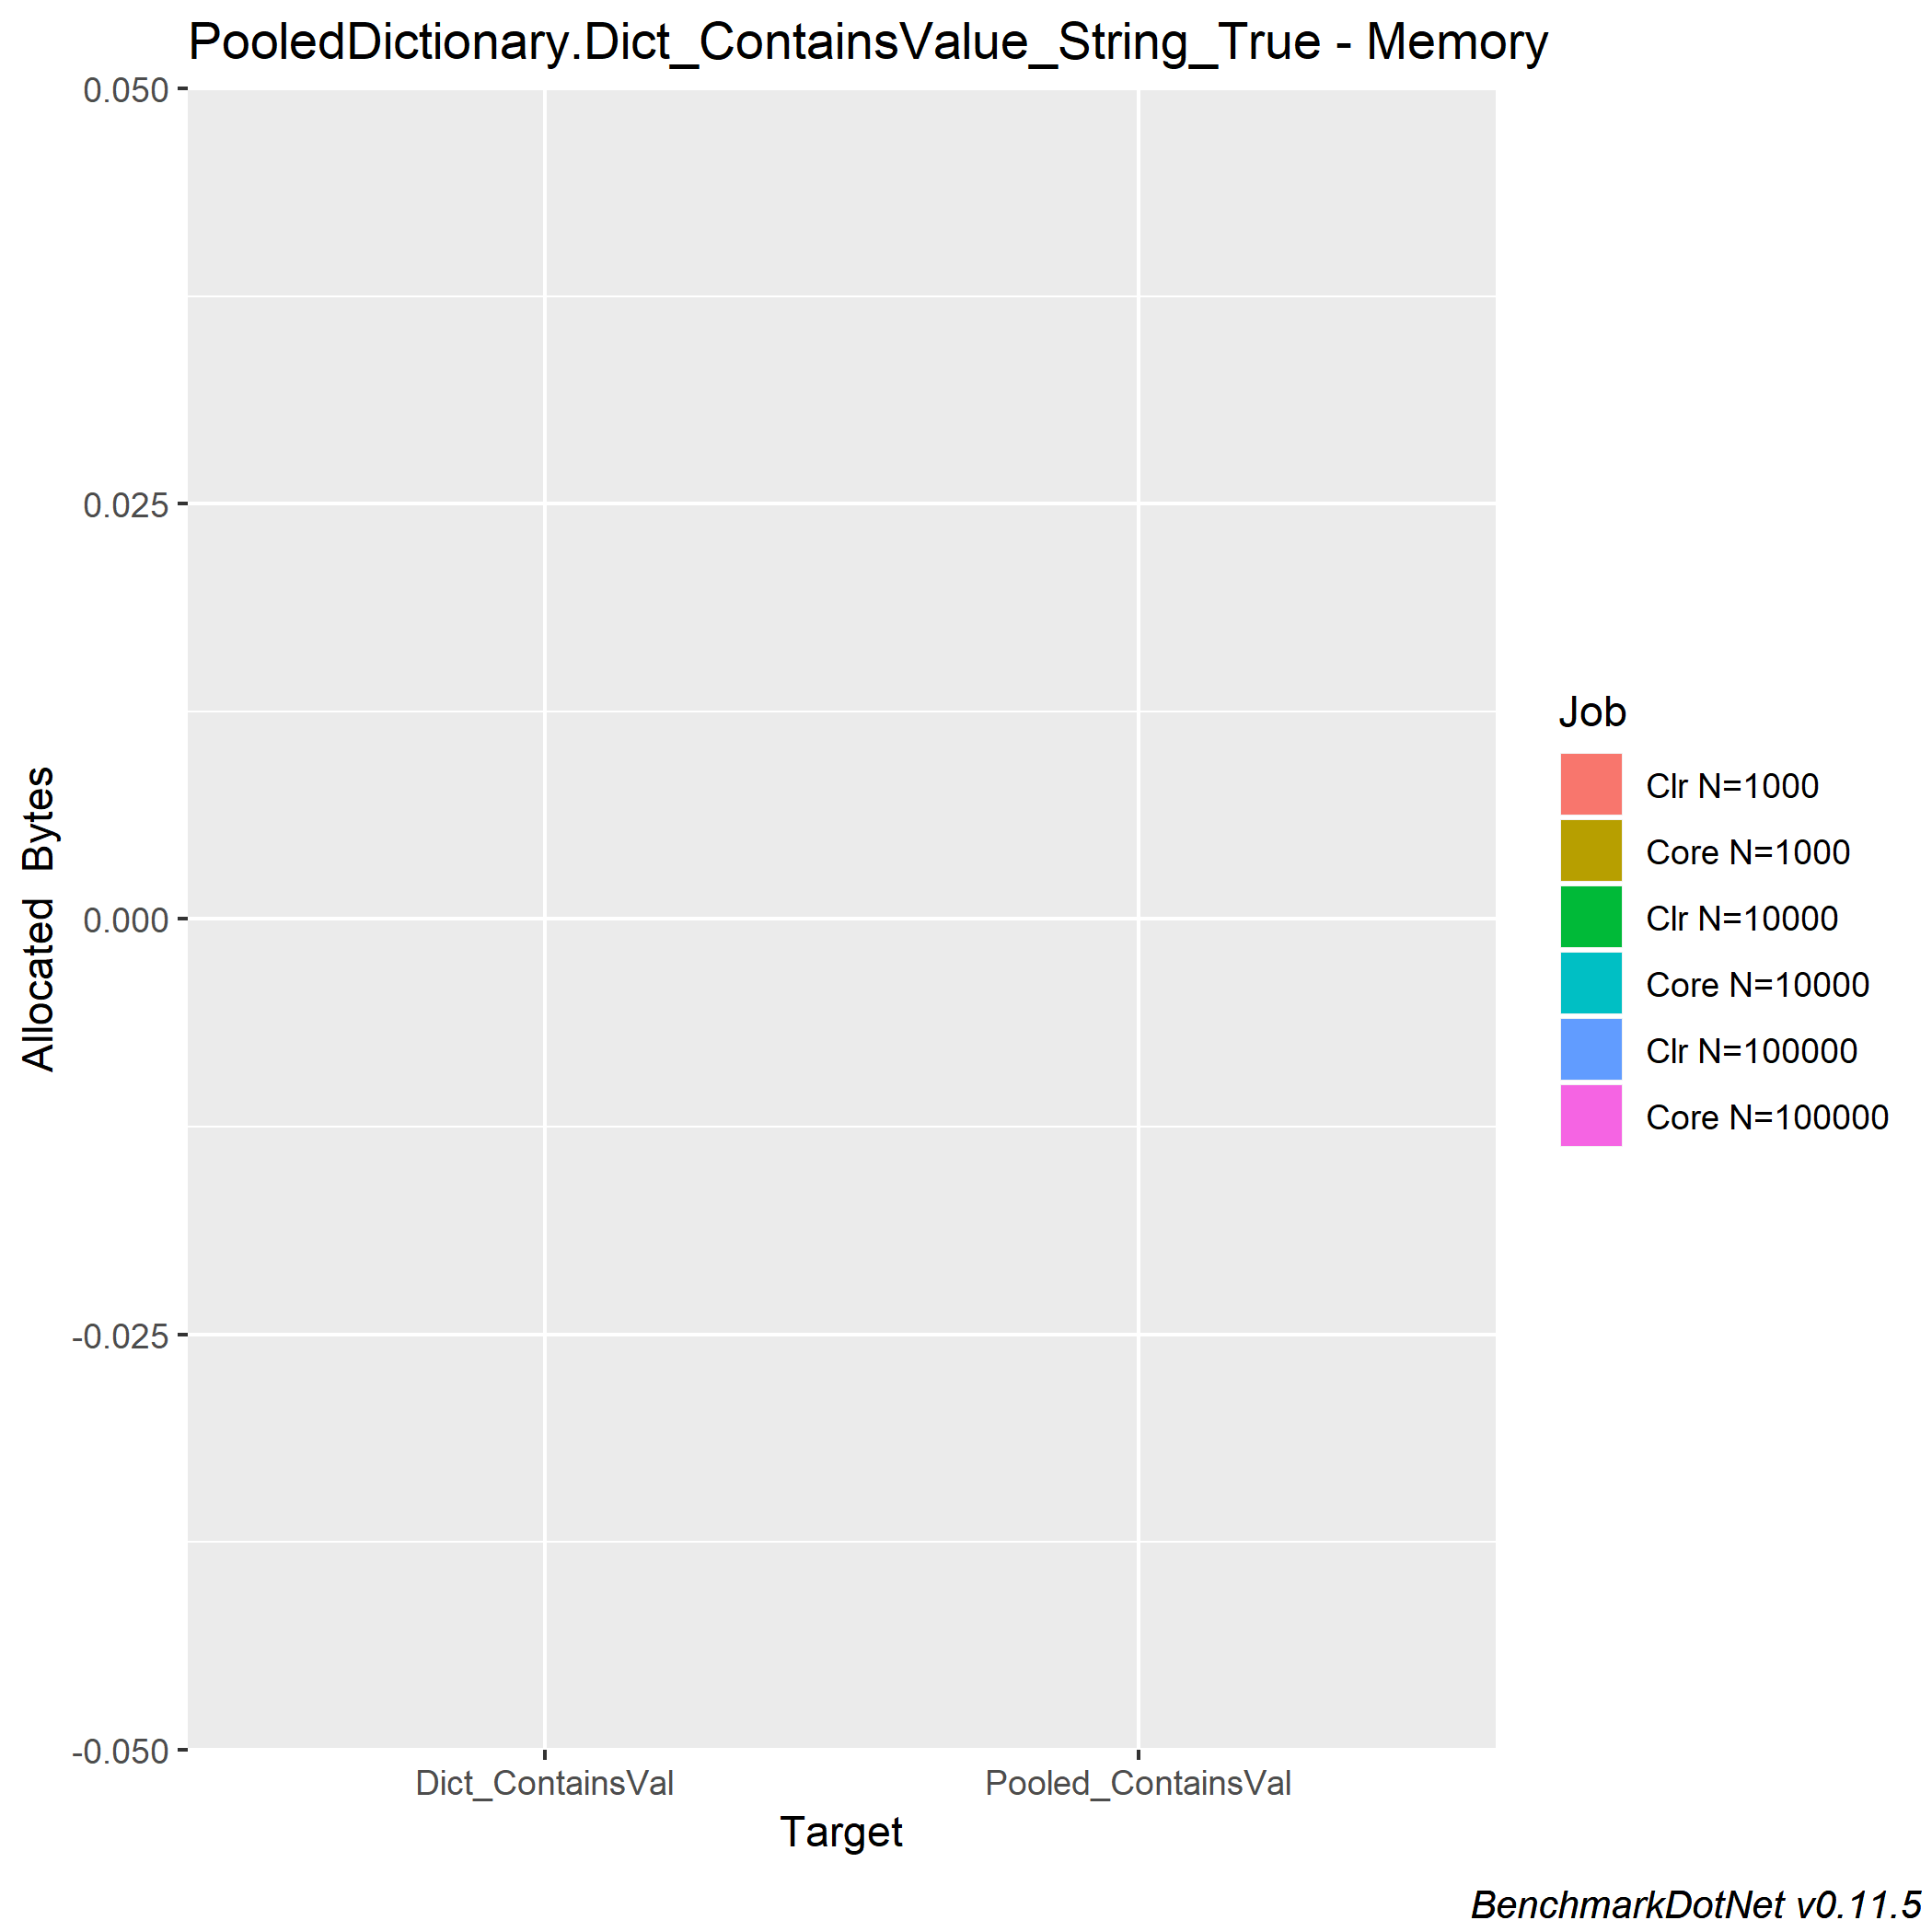 PooledDictionary.Dict_ContainsValue_String_True - Memory
0.050
0.025
0.000
-0.025
-0.050
Allocated Bytes
Dict_ContainsVal
Pooled_ContainsVal
Target
Job
Clr N=1000
Core N=1000
Clr N=10000
Core N=10000
Clr N=100000
Core N=100000
BenchmarkDotNet v0.11.5